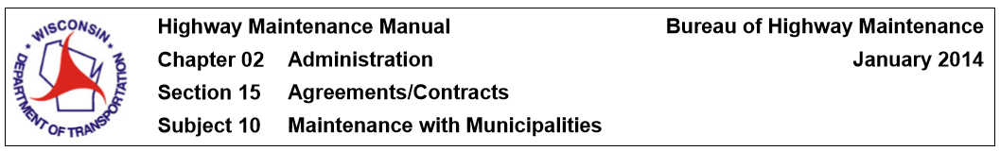 WISCONSIN
DEPARTMENT OF TRANSPORTATION
Highway Maintenance Manual Bureau of Highway Maintenance
Chapter 02 Administration January 2014
Section 15 Agreements/Contracts
Subject 10 Maintenance with Municipalities